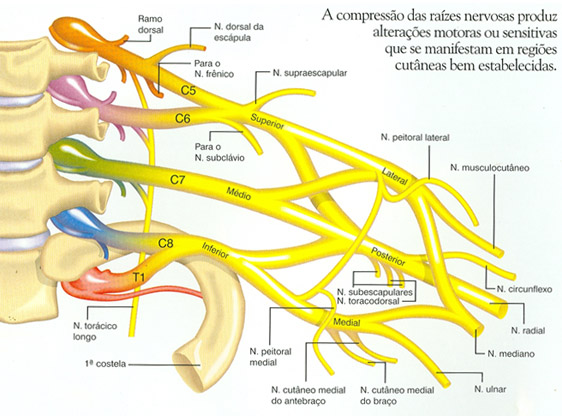 A compressão das raízes nervosas produz
alterações motoras ou sensitivas
que se manifestam em regiões
cutâneas bem estabelecidas.
Ramo
dorsal
N. dorsal da
escápula
Para o
N. frênico
N. supraescapular
C5
C6
Superior
Para o
N. subclávio
N. peitoral lateral
N. musculocutâneo
C7
Médio
Lateral
C8
Inferior
Posterior
T1
N. subescapulares
N. toracodorsal
N. circunflexo
N. radial
N. torácico
longo
Medial
N. mediano
1ª costela
N. peitoral
medial
N. cutâneo medial
do antebraço
N. cutâneo medial
do braço
N. ulnar